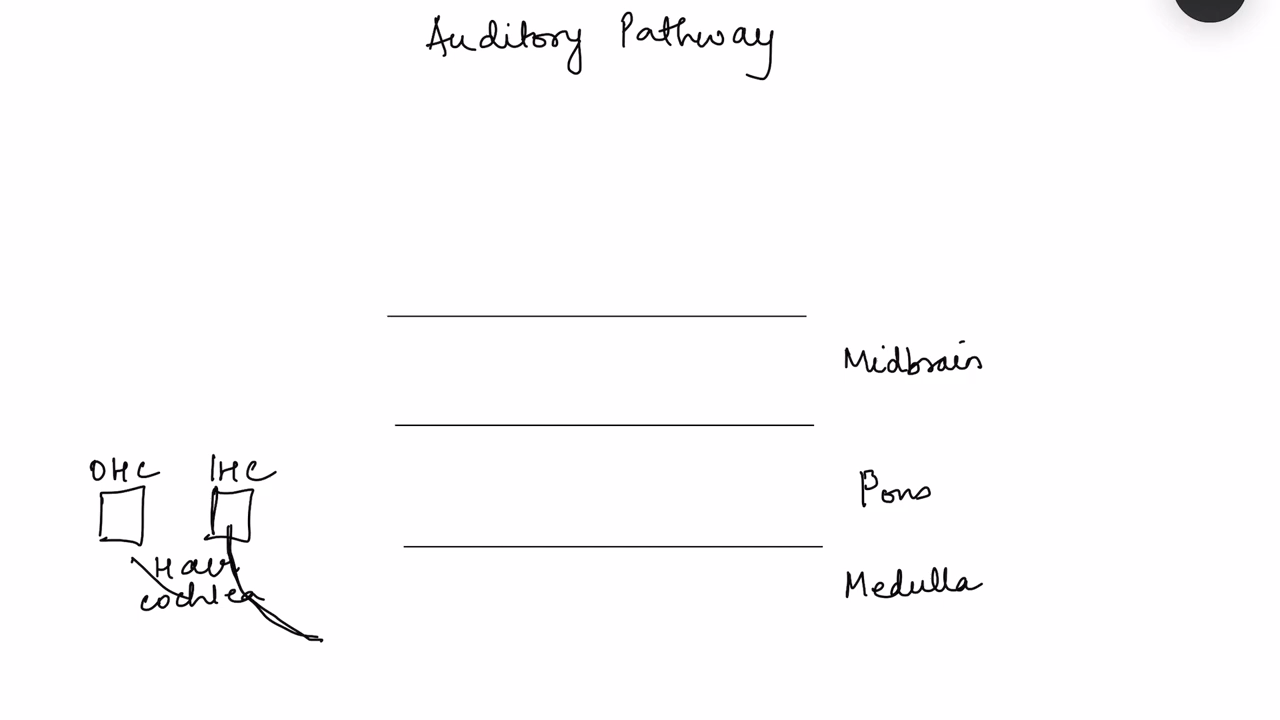 Auditory Pathway
Midbrain
OHC IHC
Pons
Hair
cochlea
Medulla